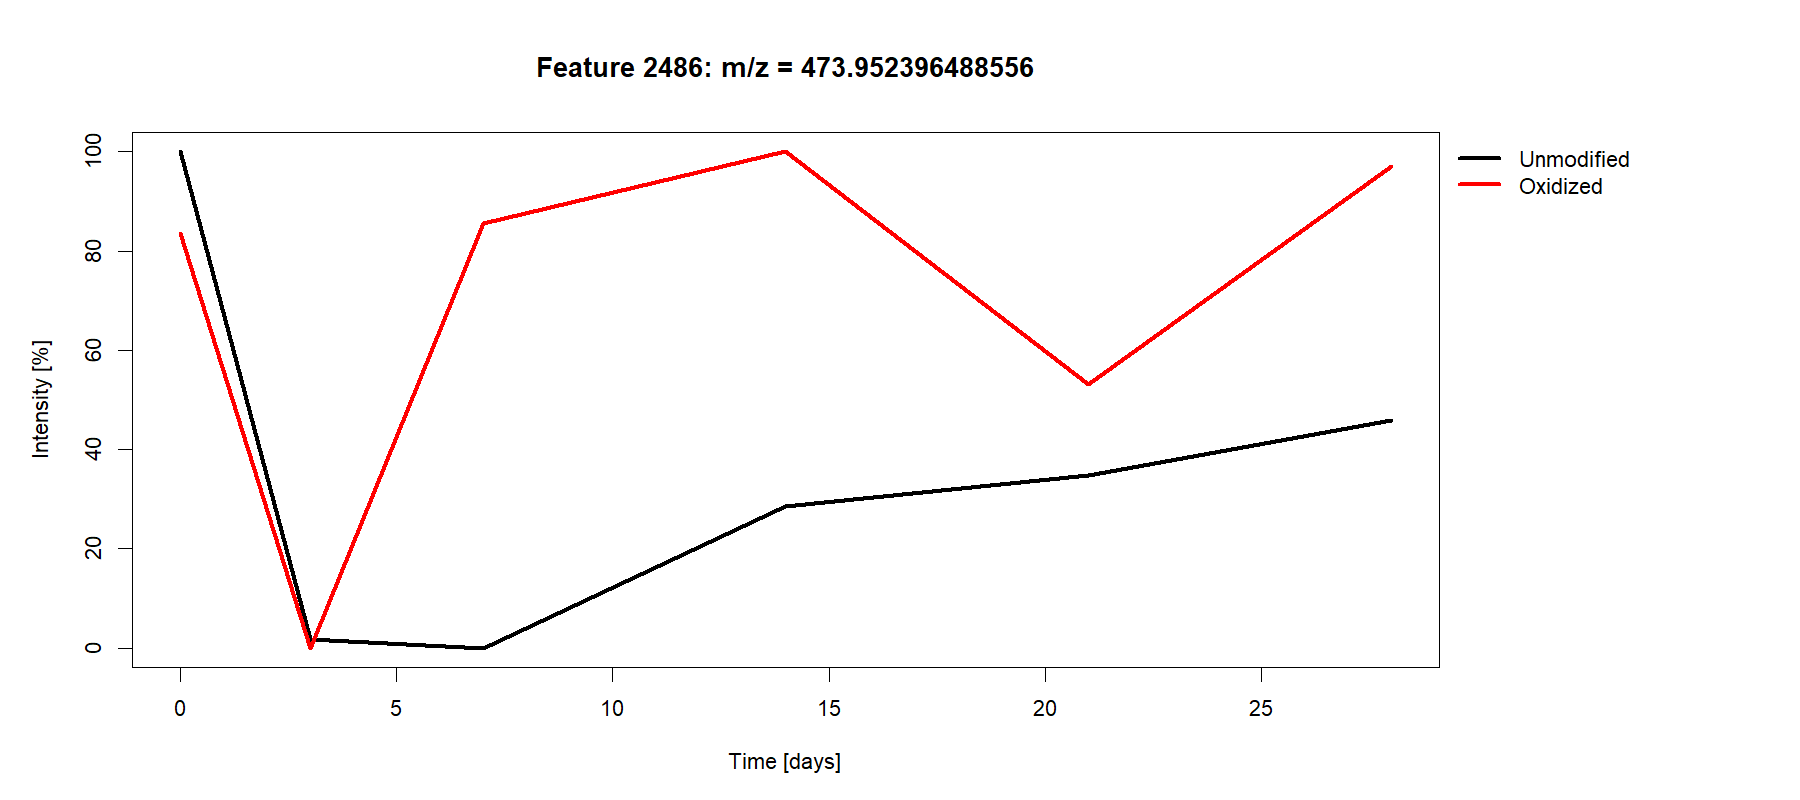 Feature 2486: m/z = 473.952396488556
Unmodified
Oxidized
Intensity [%]
100
80
60
40
20
0
0 5 10 15 20 25
Time [days]